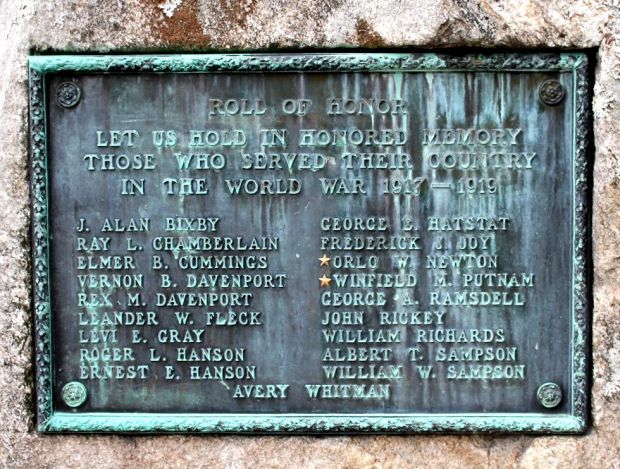 ROLL OF HONOR
LET US HOLD IN HONORED MEMORY
THOSE WHO SERVED THEIR COUNTRY
IN THE WORLD WAR 1917-1919
J. ALAN BIXBY
RAY L. CHAMBERLAIN
ELMER B. CUMMINGS
VERNON B. DAVENPORT
REX M. DAVENPORT
LEANDER W. FLECK
LEVI E. GRAY
ROGER L. HANSON
ERNEST E. HANSON
GEORGE E. HATSTAT
FREDERICK J. JOY
★ORLO W. NEWTON
★WINFIELD M. PUTNAM
GEORGE A. RAMSDELL
JOHN RICKEY
WILLIAM RICHARDS
ALBERT T. SAMPSON
WILLIAM W. SAMPSON
AVERY WHITMAN